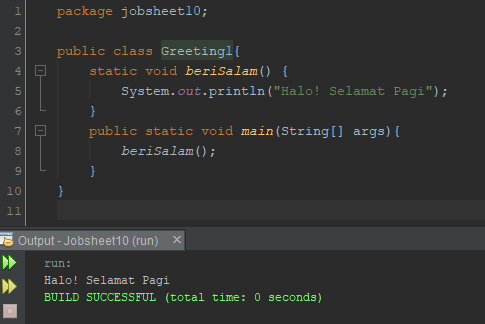 1 package jobsheet10;
2
3 public class Greeting1{
4 static void beriSalam() {
5 System.out.println("Halo! Selamat Pagi");
6 }
7 public static void main(String[] args){
8 beriSalam();
9 }
10 }
11
Output - Jobsheet10 (run)
run:
Halo! Selamat Pagi
BUILD SUCCESSFUL (total time: 0 seconds)